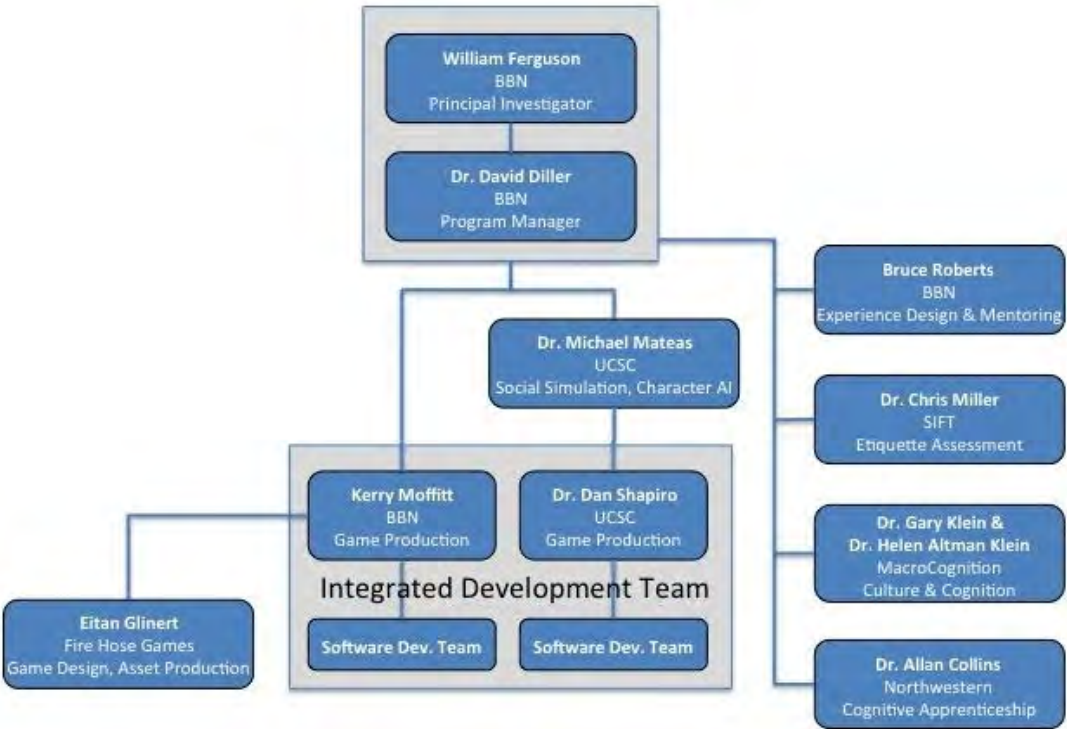 William Ferguson
BBN
Principal Investigator
Dr. David Diller
BBN
Program Manager
Bruce Roberts
BBN
Experience Design & Mentoring
Dr. Michael Mateas
UCSC
Social Simulation, Character AI
Dr. Chris Miller
SIFT
Etiquette Assessment
Kerry Moffitt
BBN
Game Production
Dr. Dan Shapiro
UCSC
Game Production
Dr. Gary Klein &
Dr. Helen Altman Klein
MacroCognition
Culture & Cognition
Integrated Development Team
Eitan Glinert
Fire Hose Games
Game Design, Asset Production
Software Dev. Team
Software Dev. Team
Dr. Allan Collins
Northwestern
Cognitive Apprenticeship